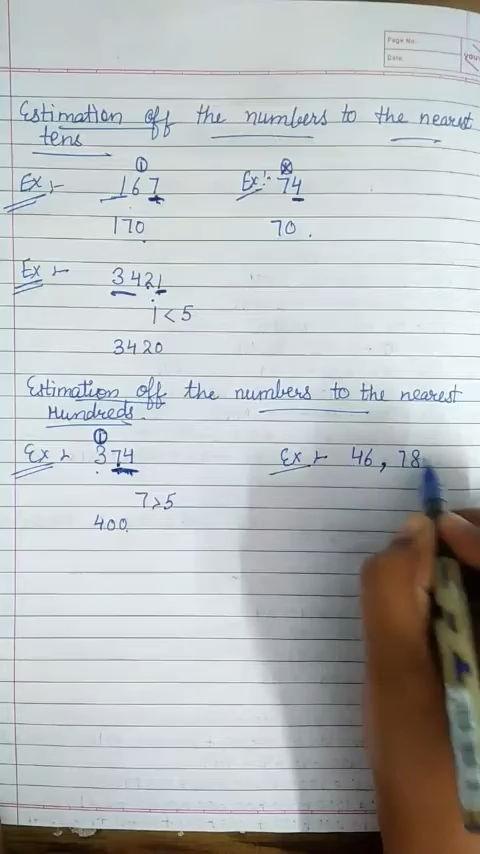 Page No.
Date
Estimation off the numbers to the nearest
tens
Ex :- 1
167
170
Ex :- 74
70 .
Ex :- 3421
1 < 5
3420
Estimation off the numbers to the nearest
Hundreds.
1
Ex :- 374
7 > 5
400.
Ex :- 46, 78